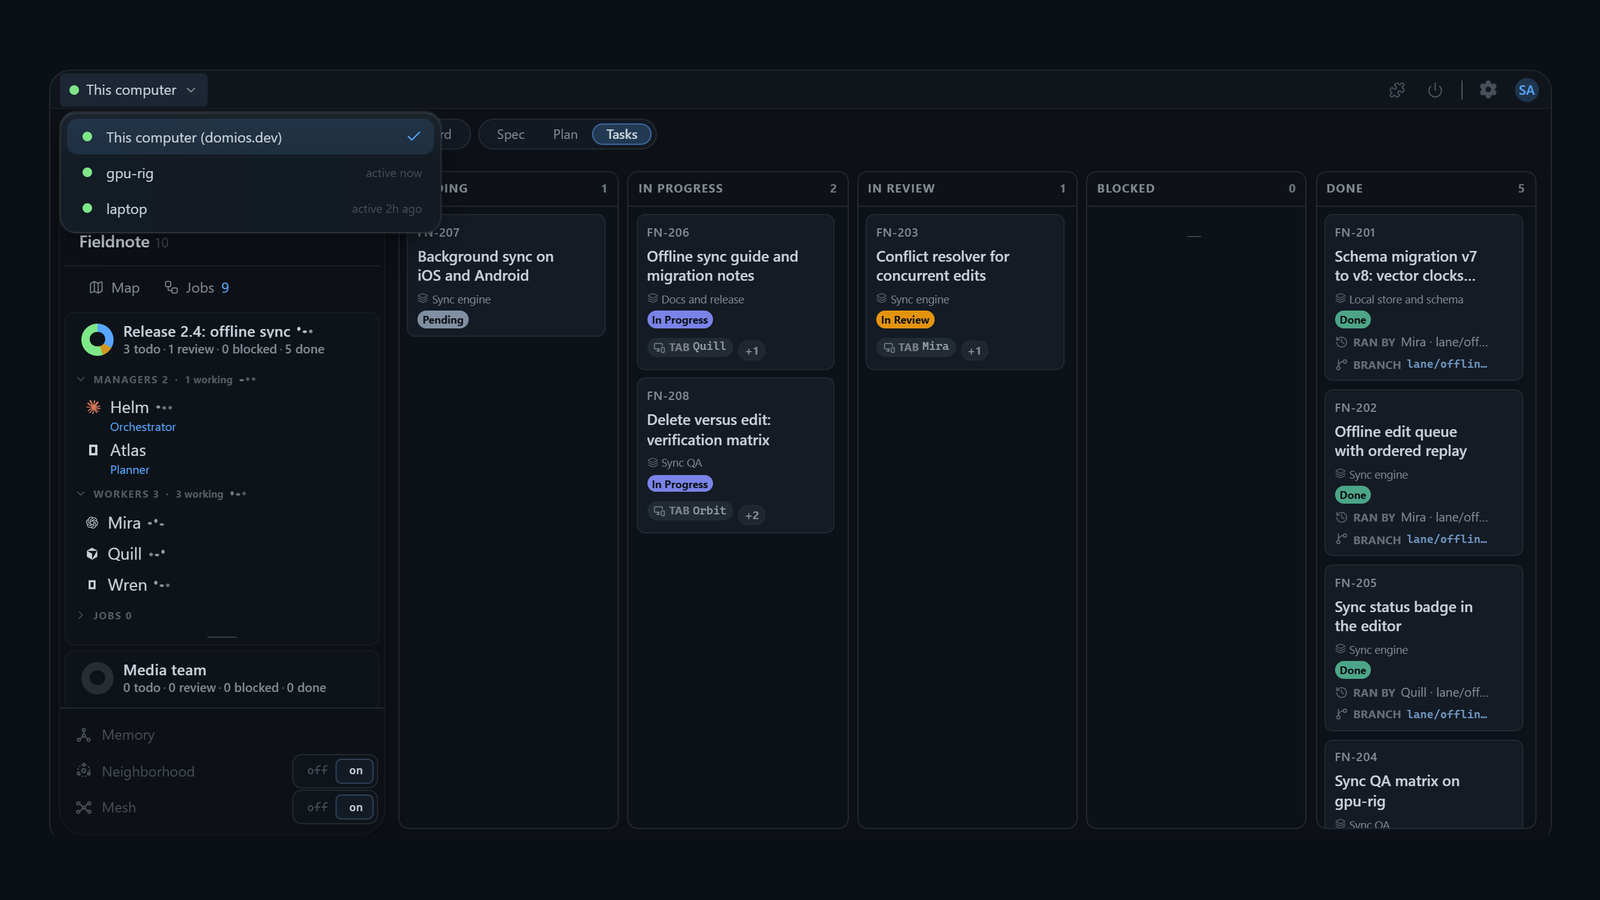 This computer
SA
This computer (domios.dev)
gpu-rig active now
laptop active 2h ago
Spec Plan Tasks
Fieldnote 10
Map Jobs 9
Release 2.4: offline sync
3 todo · 1 review · 0 blocked · 5 done
MANAGERS 2 · 1 working
Helm
Orchestrator
Atlas
Planner
WORKERS 3 · 3 working
Mira
Quill
Wren
JOBS 0
Media team
0 todo · 0 review · 0 blocked · 0 done
Memory
Neighborhood off on
Mesh off on
1
FN-207
Background sync on
iOS and Android
Sync engine
Pending
IN PROGRESS 2
FN-206
Offline sync guide and
migration notes
Docs and release
In Progress
TAB Quill +1
FN-208
Delete versus edit:
verification matrix
Sync QA
In Progress
TAB Orbit +2
IN REVIEW 1
FN-203
Conflict resolver for
concurrent edits
Sync engine
In Review
TAB Mira +1
BLOCKED 0
—
DONE 5
FN-201
Schema migration v7
to v8: vector clocks…
Local store and schema
Done
RAN BY Mira · lane/off…
BRANCH lane/offlin…
FN-202
Offline edit queue
with ordered replay
Sync engine
Done
RAN BY Mira · lane/off…
BRANCH lane/offlin…
FN-205
Sync status badge in
the editor
Sync engine
Done
RAN BY Quill · lane/off…
BRANCH lane/offlin…
FN-204
Sync QA matrix on
gpu-rig
Sync QA